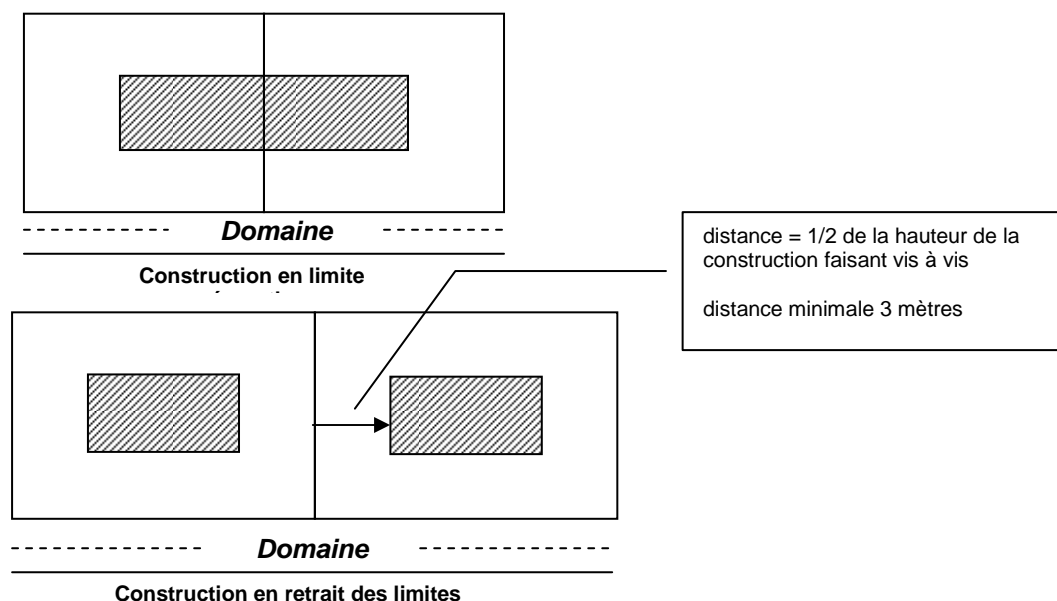 Domaine
Construction en limite
distance = 1/2 de la hauteur de la
construction faisant vis à vis
distance minimale 3 mètres
Domaine
Construction en retrait des limites